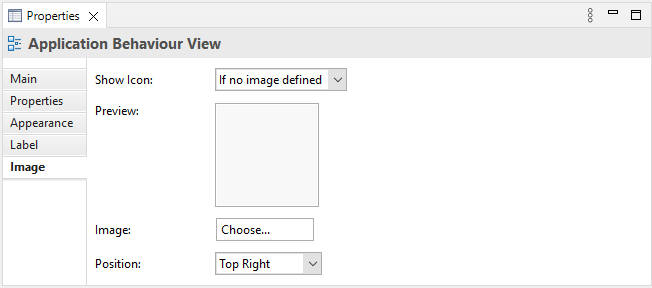 Properties
Application Behaviour View
Main
Properties
Appearance
Label
Image
Show Icon: If no image defined
Preview:
Image: Choose...
Position: Top Right